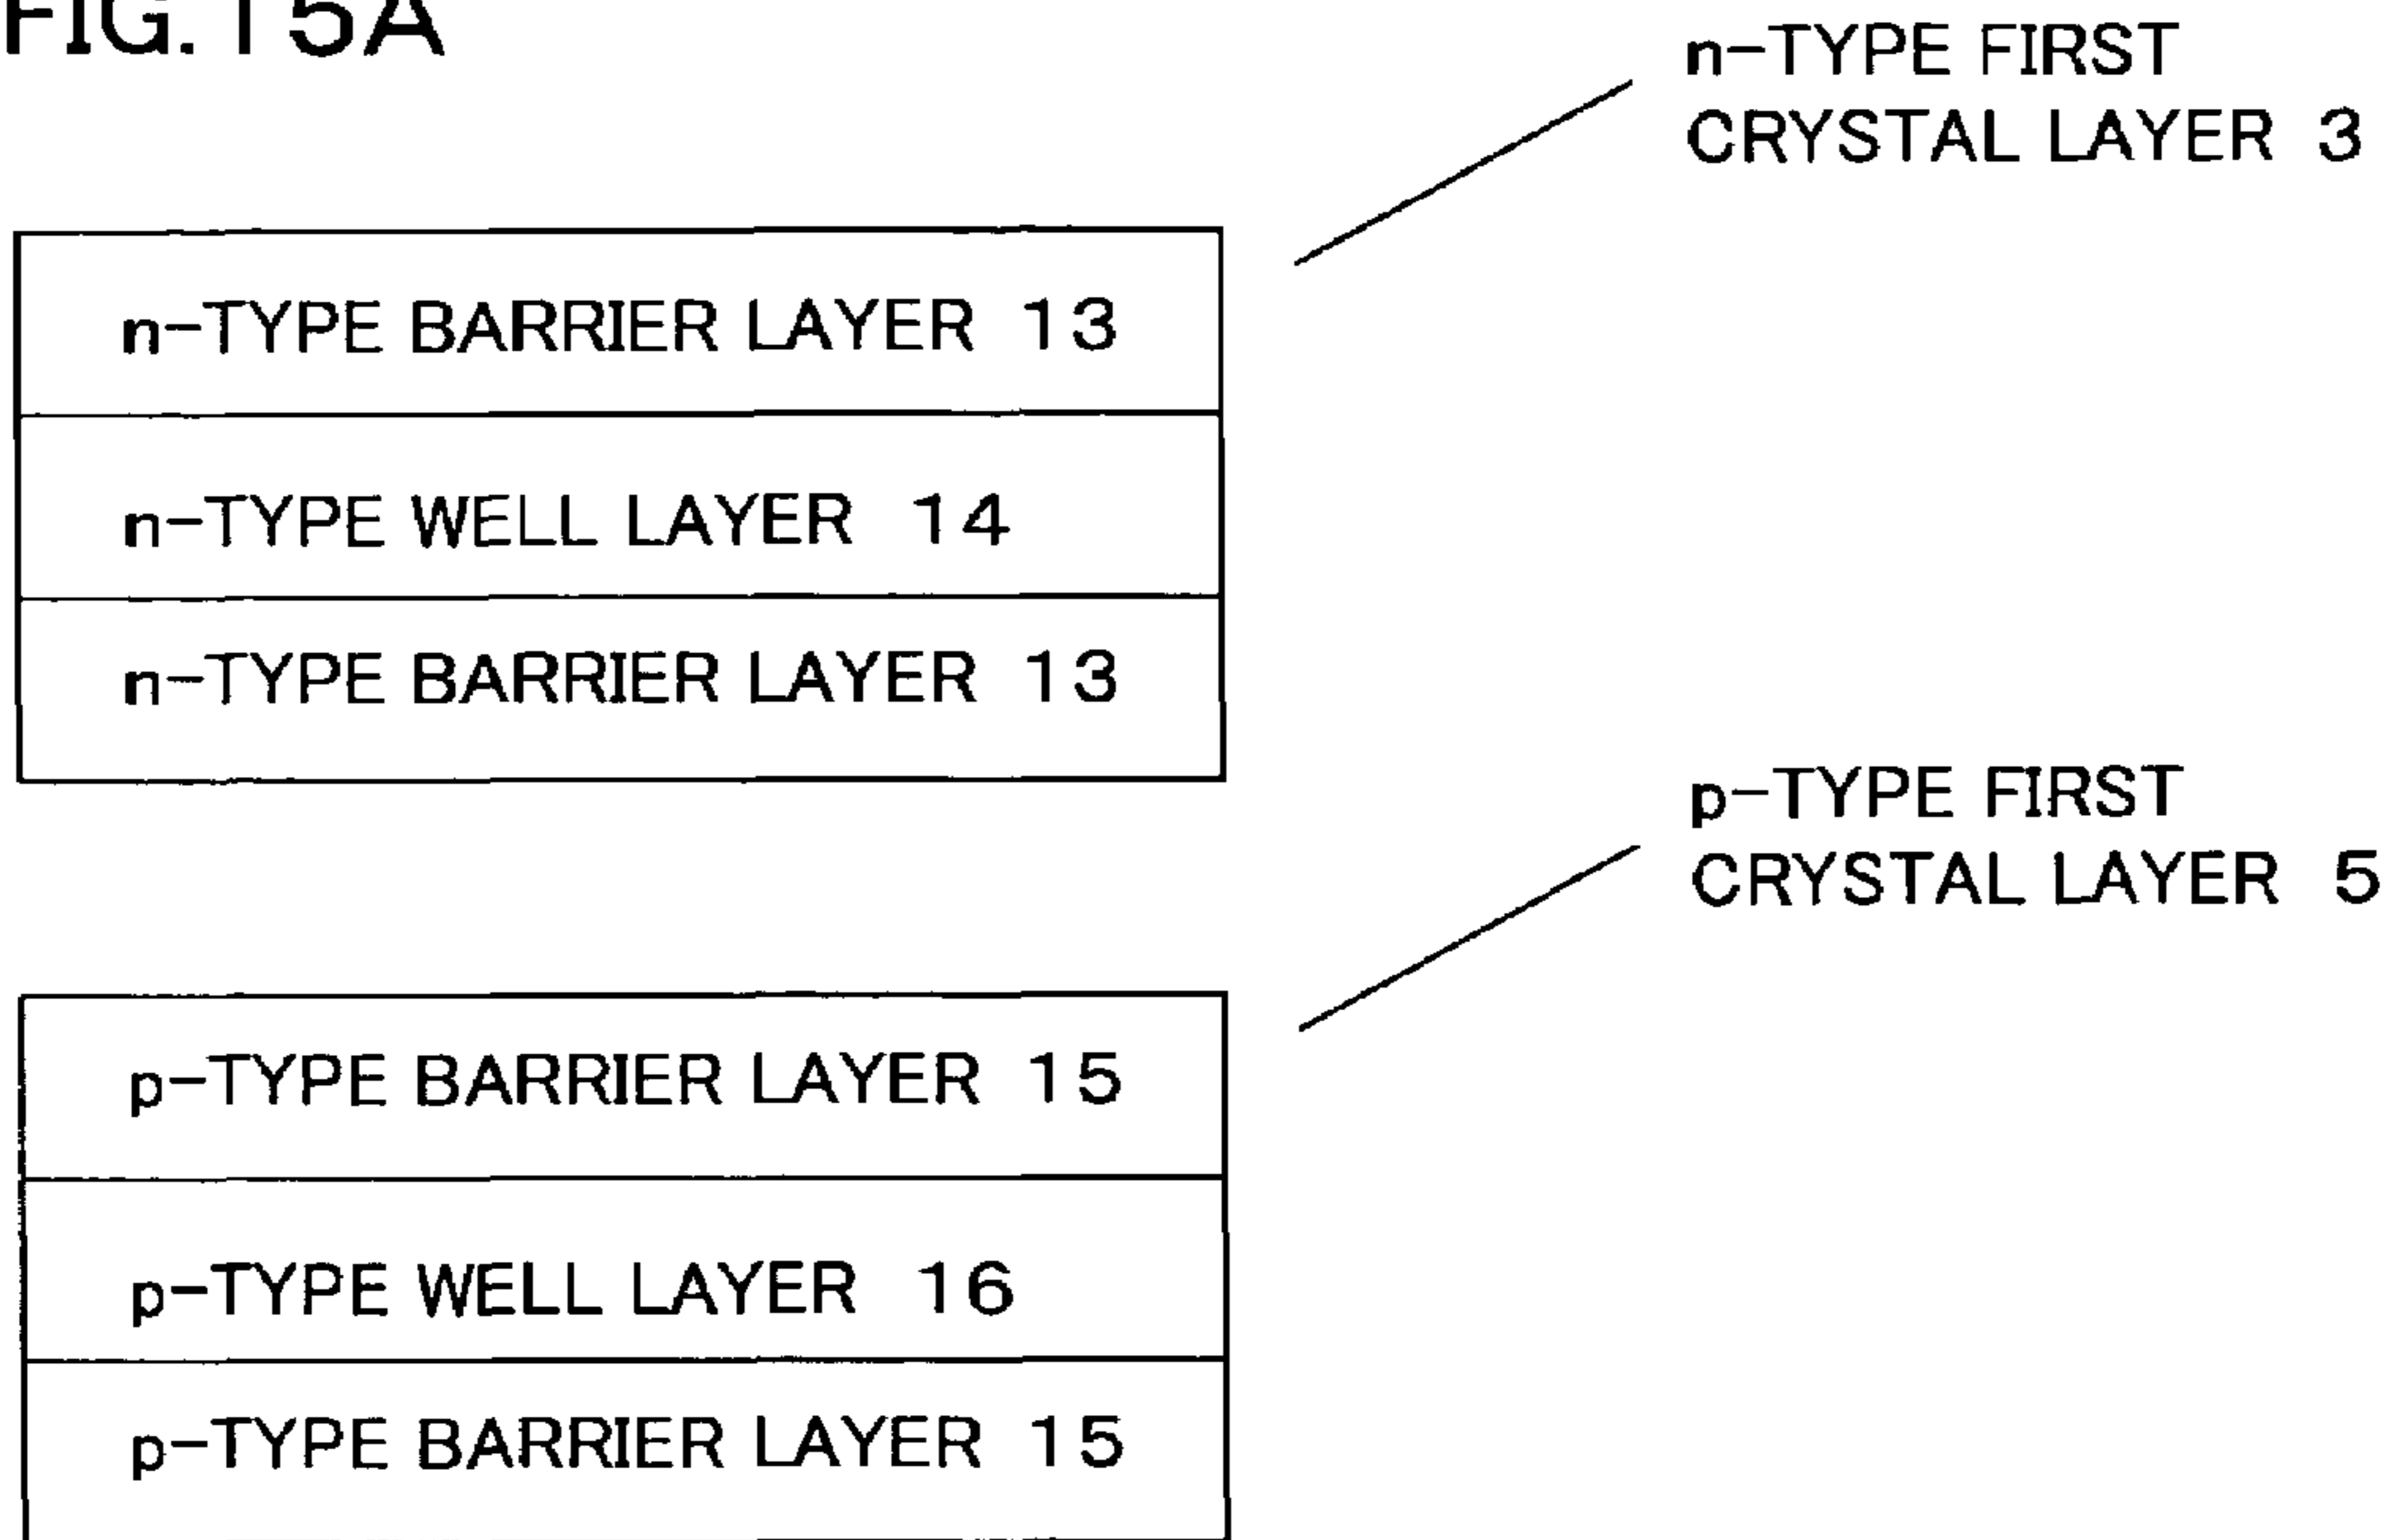 FIG. 15A
n-TYPE FIRST
CRYSTAL LAYER 3
n-TYPE BARRIER LAYER 13
n-TYPE WELL LAYER 14
n-TYPE BARRIER LAYER 13
p-TYPE FIRST
CRYSTAL LAYER 5
p-TYPE BARRIER LAYER 15
p-TYPE WELL LAYER 16
p-TYPE BARRIER LAYER 15